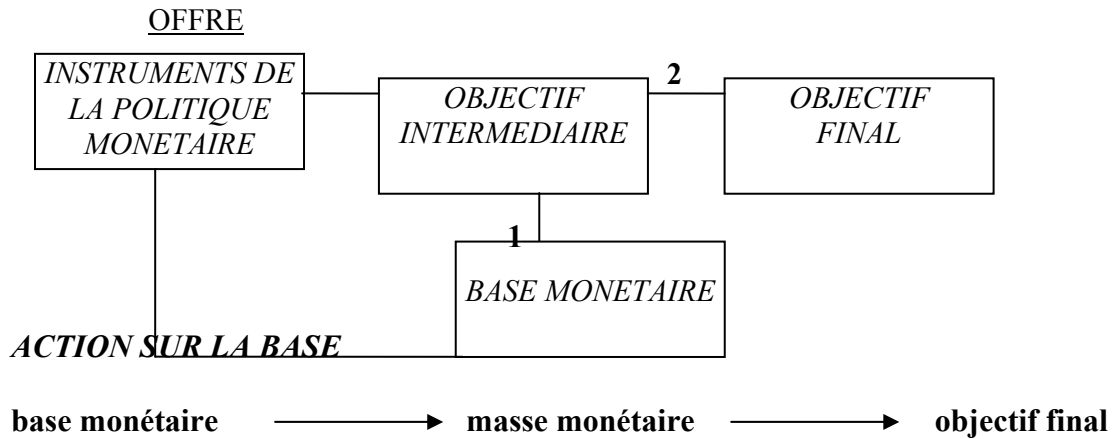 OFFRE
INSTRUMENTS DE
LA POLITIQUE
MONETAIRE
OBJECTIF
INTERMEDIAIRE
2
OBJECTIF
FINAL
1
BASE MONETAIRE
ACTION SUR LA BASE
base monétaire masse monétaire objectif final